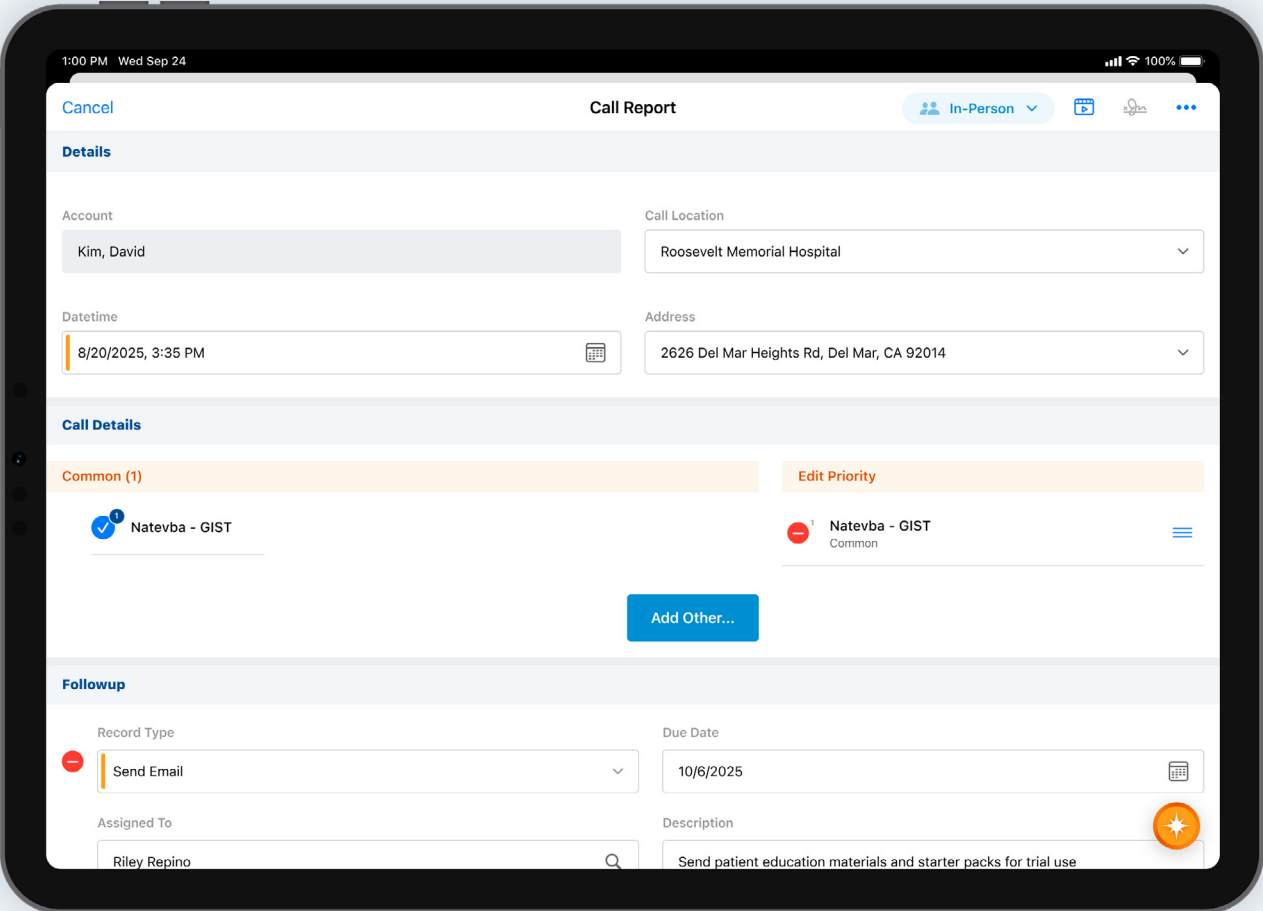 1:00 PM Wed Sep 24
100%
Cancel
Call Report
In-Person
Details
Account
Call Location
Kim, David
Roosevelt Memorial Hospital
Datetime
Address
8/20/2025, 3:35 PM
2626 Del Mar Heights Rd, Del Mar, CA 92014
Call Details
Common (1)
Edit Priority
1
Natevba - GIST
1
Natevba - GIST
Common
Add Other...
Followup
Record Type
Due Date
Send Email
10/6/2025
Assigned To
Description
Riley Repino
Send patient education materials and starter packs for trial use